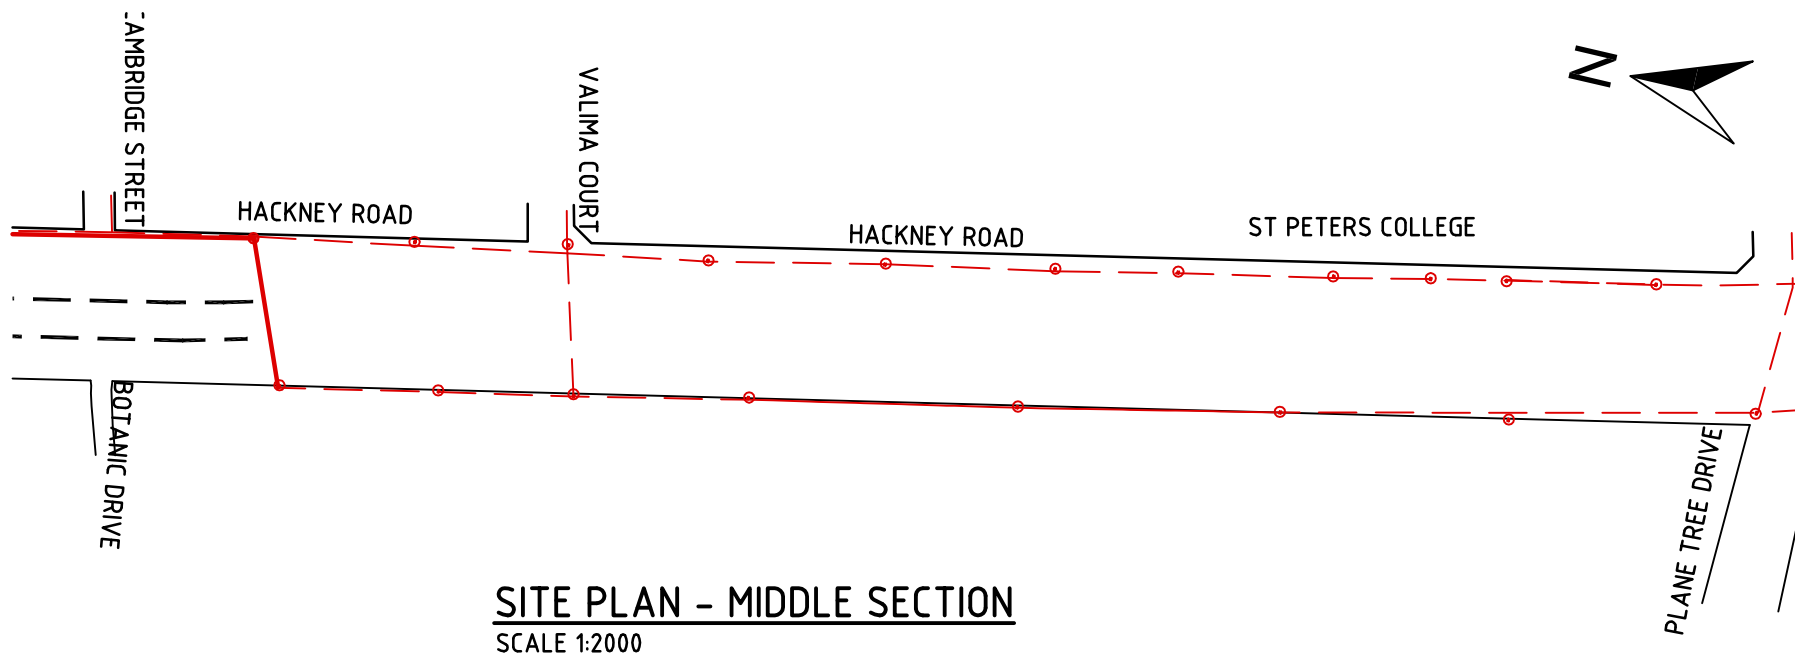 CAMBRIDGE STREET
VALIMA COURT
N
HACKNEY ROAD
HACKNEY ROAD
ST PETERS COLLEGE
BOTANIC DRIVE
PLANE TREE DRIVE
SITE PLAN - MIDDLE SECTION
SCALE 1:2000